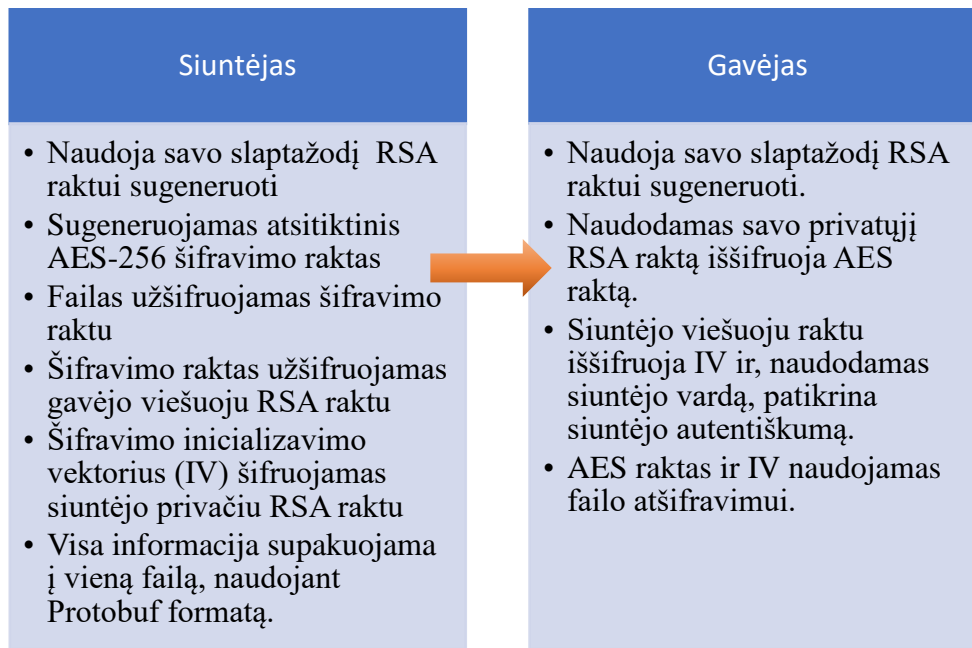 Siuntėjas
• Naudoja savo slaptažodį RSA
raktui sugeneruoti
• Sugeneruojamas atsitiktinis
AES-256 šifravimo raktas
• Failas užšifruojamas šifravimo
raktu
• Šifravimo raktas užšifruojamas
gavėjo viešuoju RSA raktu
• Šifravimo inicializavimo
vektorius (IV) šifruojamas
siuntėjo privačiu RSA raktu
• Visa informacija supakuojama
į vieną failą, naudojant
Protobuf formatą.
Gavėjas
• Naudoja savo slaptažodį RSA
raktui sugeneruoti.
• Naudodamas savo privatųjį
RSA raktą iššifruoja AES
raktą.
• Siuntėjo viešuoju raktu
iššifruoja IV ir, naudodamas
siuntėjo vardą, patikrina
siuntėjo autentiškumą.
• AES raktas ir IV naudojamas
failo atšifravimui.